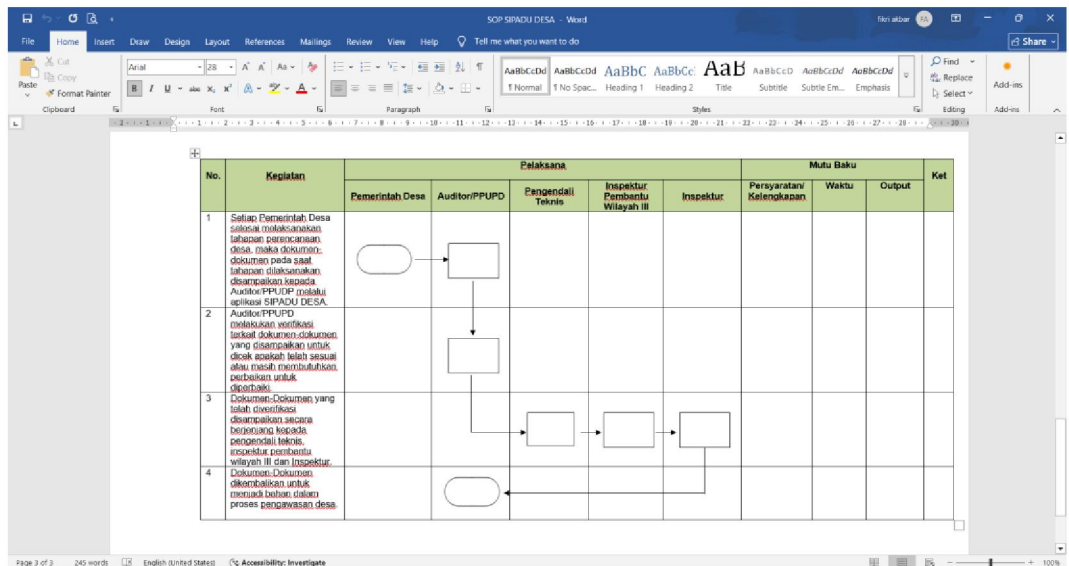 SOP SIPADU DESA - Word
fikri akbar
FA
File Home Insert Draw Design Layout References Mailings Review View Help Tell me what you want to do
Share
Paste
Cut
Copy
Format Painter
Clipboard
Arial
28
Font
Paragraph
AaBbCcDd AaBbCcDd AaBbC AaBbCc AaB AaBbCcD AaBbCcDd AaBbCcDd
¶ Normal ¶ No Spac... Heading 1 Heading 2 Title Subtitle Subtle Em... Emphasis
Styles
Find
Replace
Select
Editing
Add-ins
Add-ins
No.
Kegiatan
Pelaksana
Mutu Baku
Ket
Pemerintah Desa
Auditor/PPUPD
Pengendali
Teknis
Inspektur
Pembantu
Wilayah III
Inspektur
Persyaratan/
Kelengkapan
Waktu
Output
1
Setiap Pemerintah Desa
selesai melaksanakan
tahapan perencanaan
desa, maka dokumen-
dokumen pada saat
tahapan dilaksanakan
disampaikan kepada
Auditor/PPUDP melalui
aplikasi SIPADU DESA.
2
Auditor/PPUPD
melakukan verifikasi
terkait dokumen-dokumen
yang disampaikan untuk
dicek apakah telah sesuai
atau masih membutuhkan
perbaikan untuk
diperbaiki.
3
Dokumen-Dokumen yang
telah diverifikasi
disampaikan secara
berjenjang kepada
pengendali teknis,
inspektur pembantu
wilayah III dan Inspektur.
4
Dokumen-Dokumen
dikembalikan untuk
menjadi bahan dalam
proses pengawasan desa.
Page 3 of 3 245 words English (United States) Accessibility: Investigate
100%